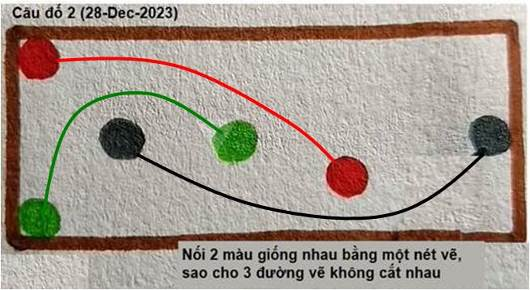 Câu đố 2 (28-Dec-2023)
Nối 2 màu giống nhau bằng một nét vẽ,
sao cho 3 đường vẽ không cắt nhau